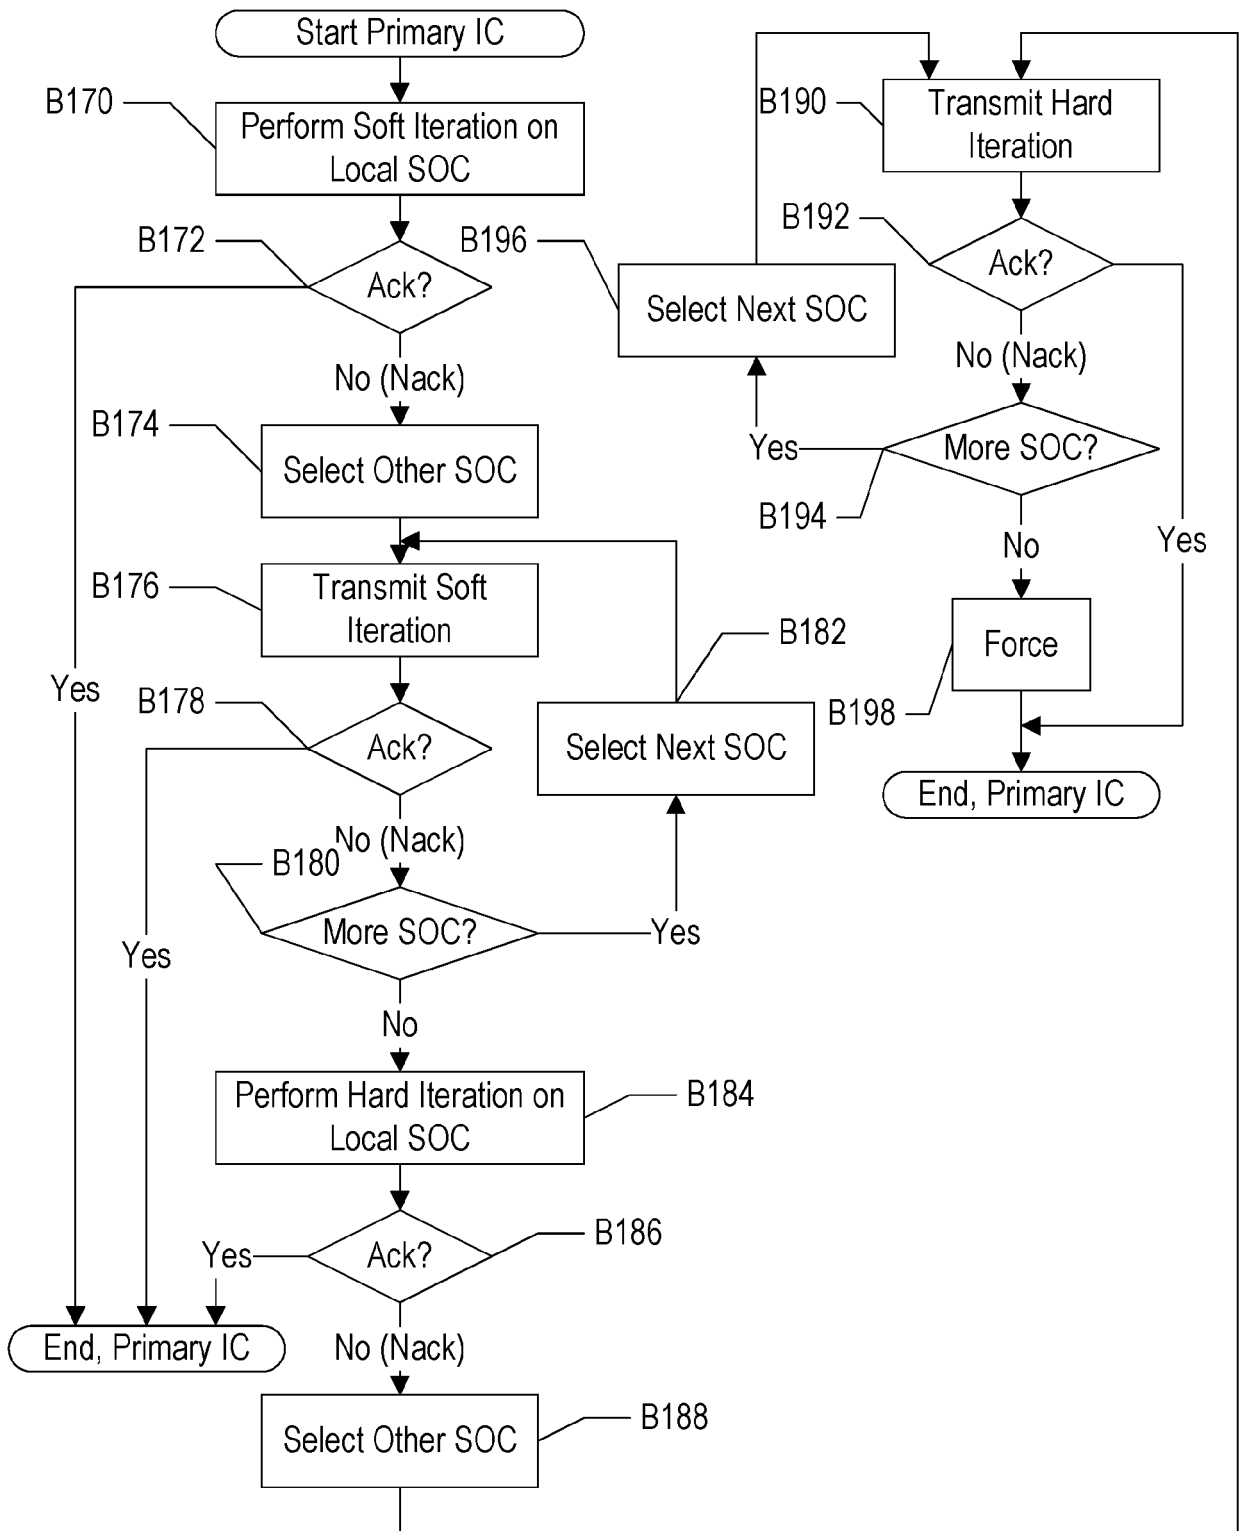 Start Primary IC
B170
Perform Soft Iteration on
Local SOC
B172
Ack?
No (Nack)
B174
Select Other SOC
B176
Transmit Soft
Iteration
Yes
B178
Ack?
B182
Select Next SOC
No (Nack)
B180
More SOC?
Yes
Yes
No
Perform Hard Iteration on
Local SOC
B184
Ack?
B186
Yes
End, Primary IC
No (Nack)
Select Other SOC
B188
B190
Transmit Hard
Iteration
B192
Ack?
B196
Select Next SOC
No (Nack)
Yes
More SOC?
B194
No
Yes
Force
B198
End, Primary IC